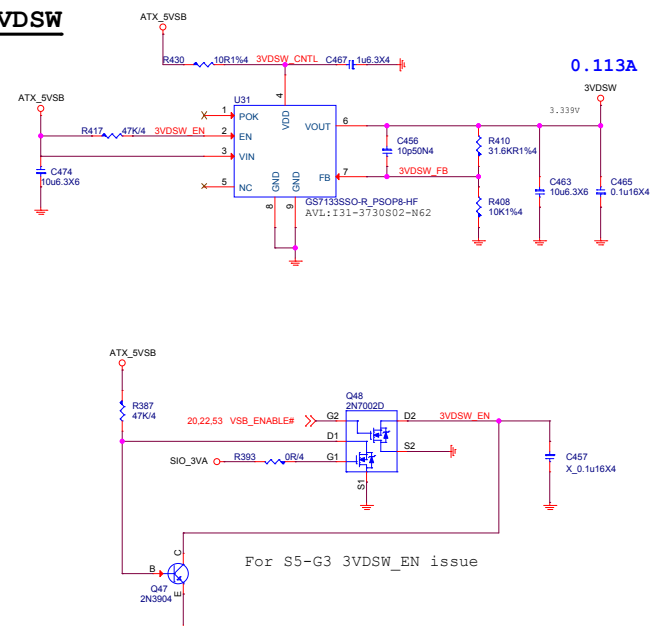 VDSW
ATX_5VSB
R430 10R1%4 3VDSW_CNTL C467 1u6.3X4
0.113A
3VDSW
3.339V
ATX_5VSB
U31
4
VDD
1 POK
R417 47K/4 3VDSW_EN 2 EN
3 VIN
5 NC
VOUT 6
FB 7
GND GND
8 9
C474
10u6.3X6
C456
10p50N4
R410
31.6KR1%4
3VDSW_FB
R408
10K1%4
C463
10u6.3X6
C465
0.1u16X4
GS7133SSO-R_PSOP8-HF
AVL:I31-3730S02-N62
ATX_5VSB
R387
47K/4
Q48
2N7002D
20,22,53 VSB_ENABLE# G2 D2 3VDSW_EN
D1 S2
SIO_3VA R393 0R/4 G1
S1
C457
X_0.1u16X4
For S5-G3 3VDSW_EN issue
C
B
E
Q47
2N3904